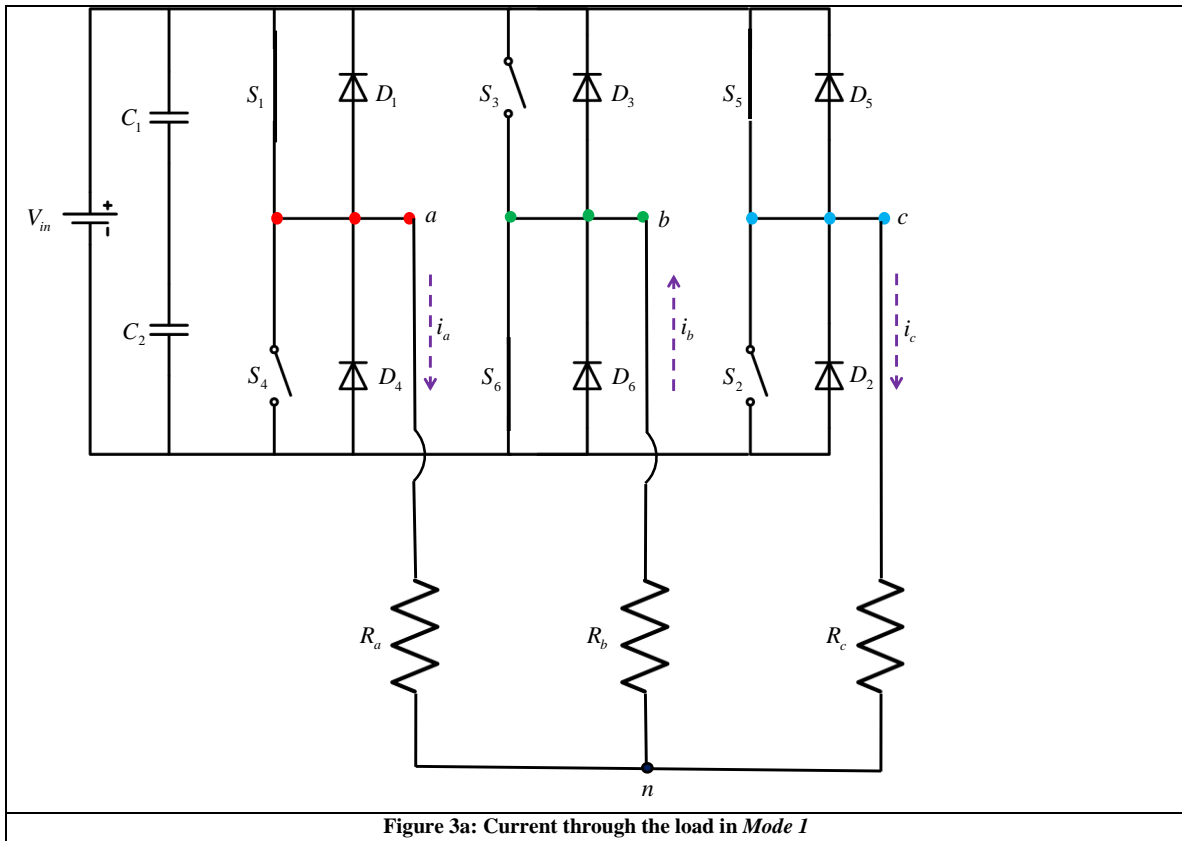 S1 D1 S3 D3 S5 D5
C1
Vin + - a b c
C2 ia ib ic
S4 D4 S6 D6 S2 D2
Ra Rb Rc
n
Figure 3a: Current through the load in Mode 1